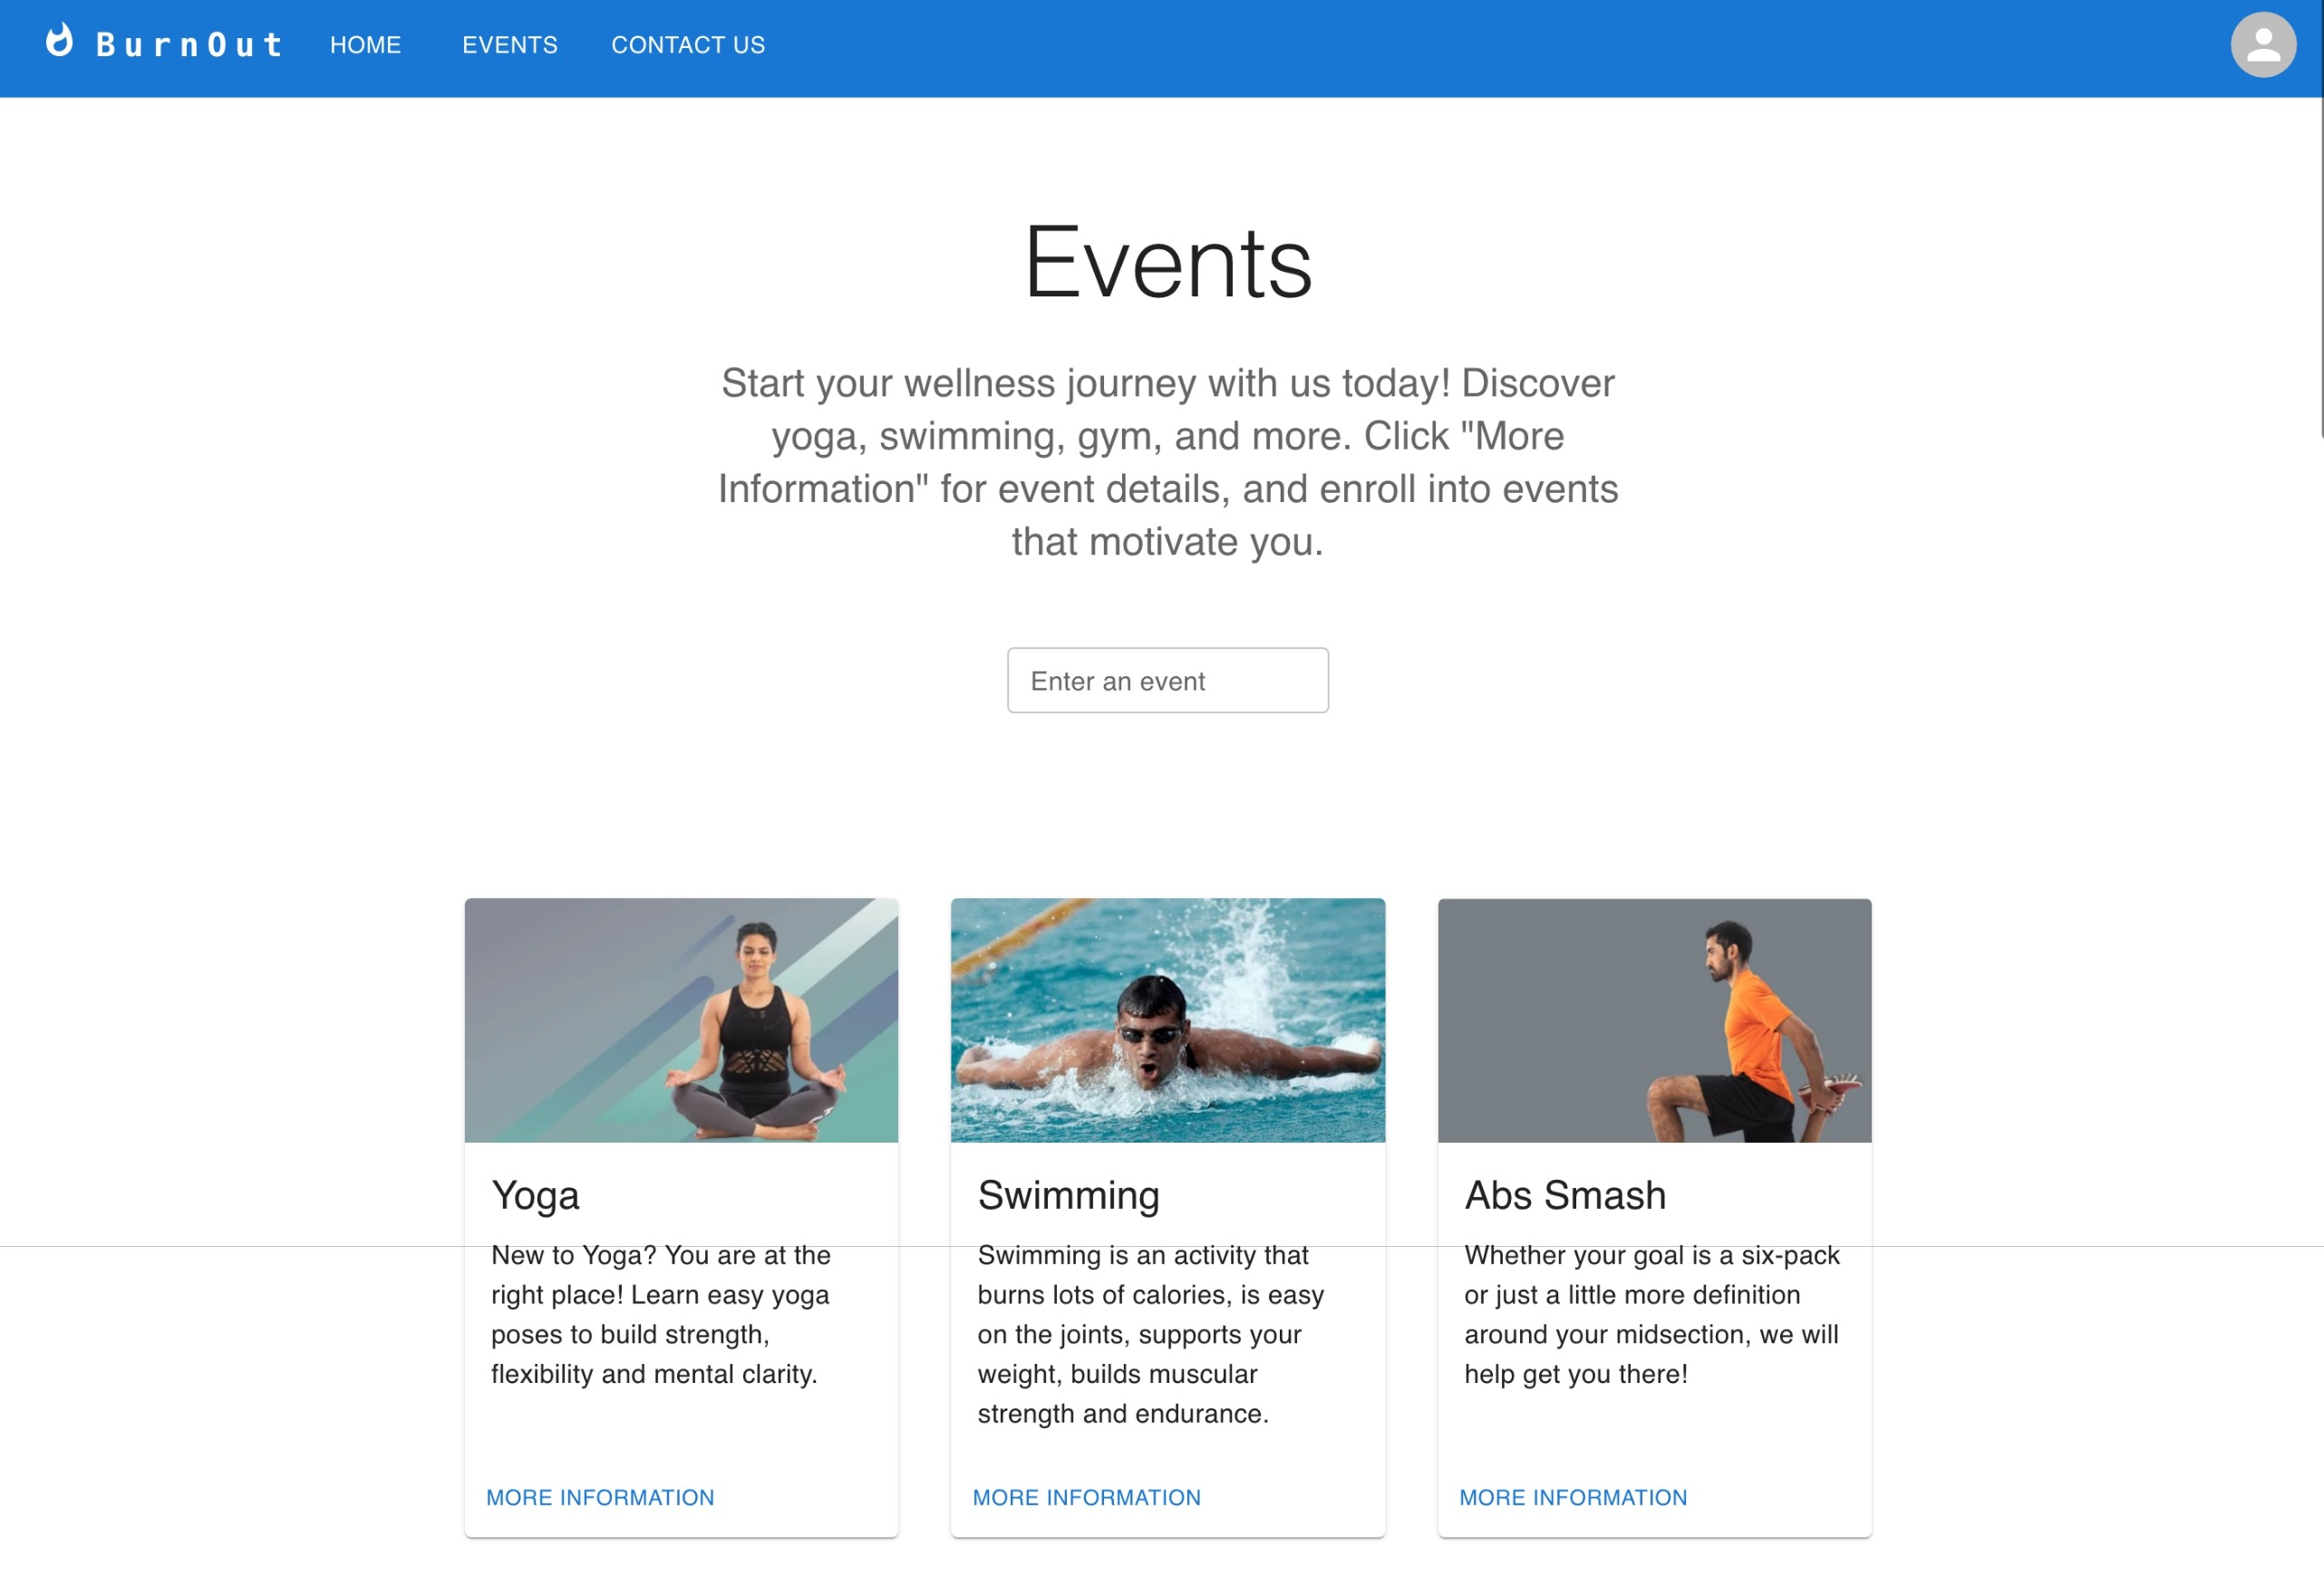 BurnOut HOME EVENTS CONTACT US
Events
Start your wellness journey with us today! Discover
yoga, swimming, gym, and more. Click "More
Information" for event details, and enroll into events
that motivate you.
Enter an event
Yoga
New to Yoga? You are at the
right place! Learn easy yoga
poses to build strength,
flexibility and mental clarity.
MORE INFORMATION
Swimming
Swimming is an activity that
burns lots of calories, is easy
on the joints, supports your
weight, builds muscular
strength and endurance.
MORE INFORMATION
Abs Smash
Whether your goal is a six-pack
or just a little more definition
around your midsection, we will
help get you there!
MORE INFORMATION